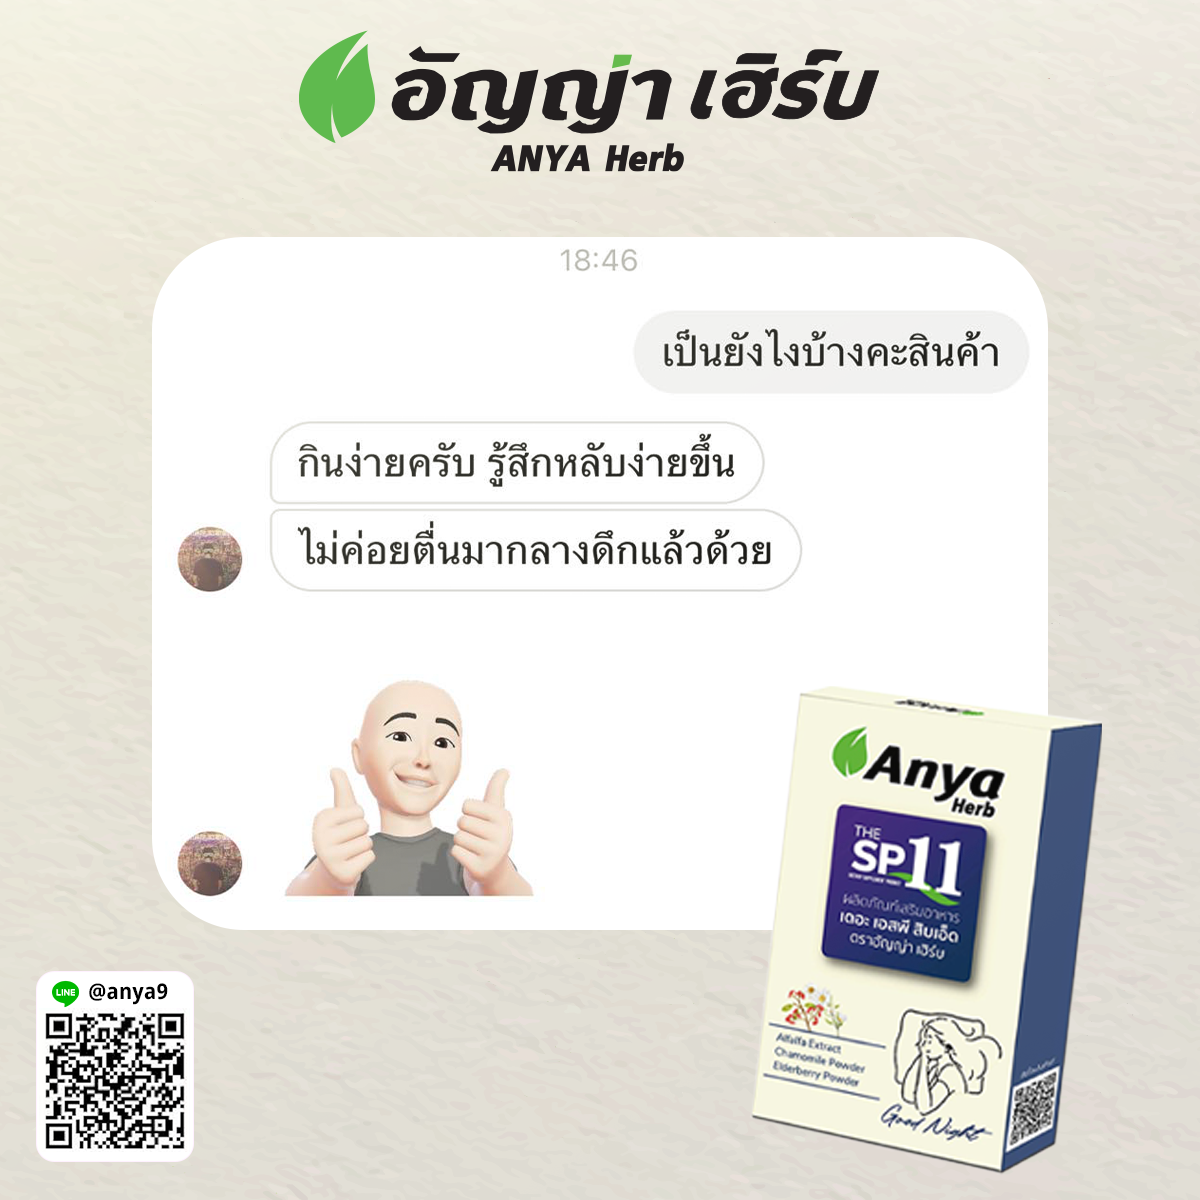 อัญญ่า เฮิร์บ
ANYA Herb
18:46
เป็นยังไงบ้างคะสินค้า
กินง่ายครับ รู้สึกหลับง่ายขึ้น
ไม่ค่อยตื่นมากลางดึกแล้วด้วย
Anya
Herb
THE
SP11
ผลิตภัณฑ์เสริมอาหาร
เดอะ เอสพี สิบเอ็ด
ตราอัญญ่า เฮิร์บ
Alfalfa Extract
Chamomile Powder
Elderberry Powder
Good Night
LINE @anya9